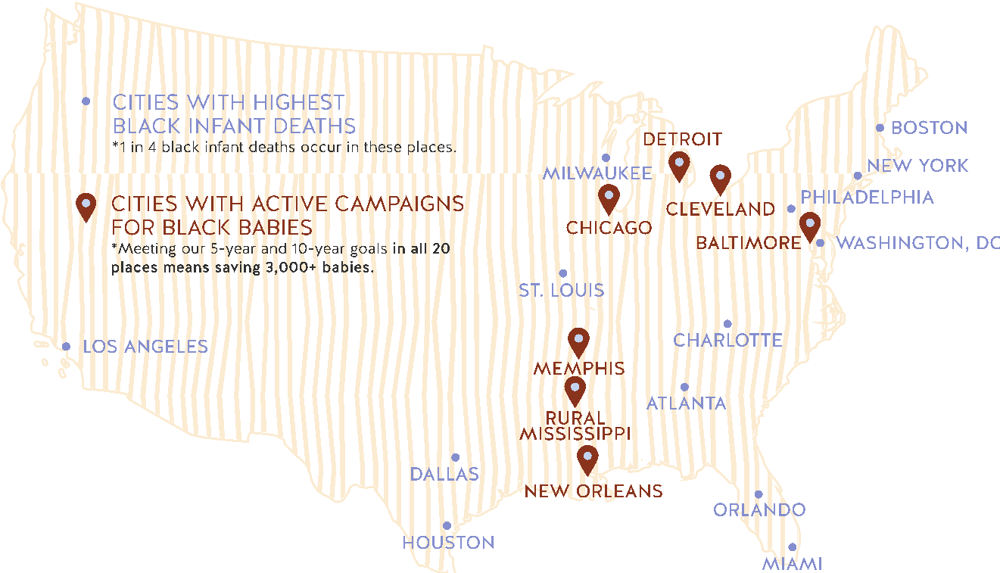 CITIES WITH HIGHEST
BLACK INFANT DEATHS
*1 in 4 black infant deaths occur in these places.
CITIES WITH ACTIVE CAMPAIGNS
FOR BLACK BABIES
*Meeting our 5-year and 10-year goals in all 20
places means saving 3,000+ babies.
BOSTON
DETROIT
NEW YORK
MILWAUKEE
PHILADELPHIA
CLEVELAND
CHICAGO
BALTIMORE
WASHINGTON, DC
ST. LOUIS
CHARLOTTE
LOS ANGELES
MEMPHIS
ATLANTA
RURAL
MISSISSIPPI
DALLAS
NEW ORLEANS
ORLANDO
HOUSTON
MIAMI